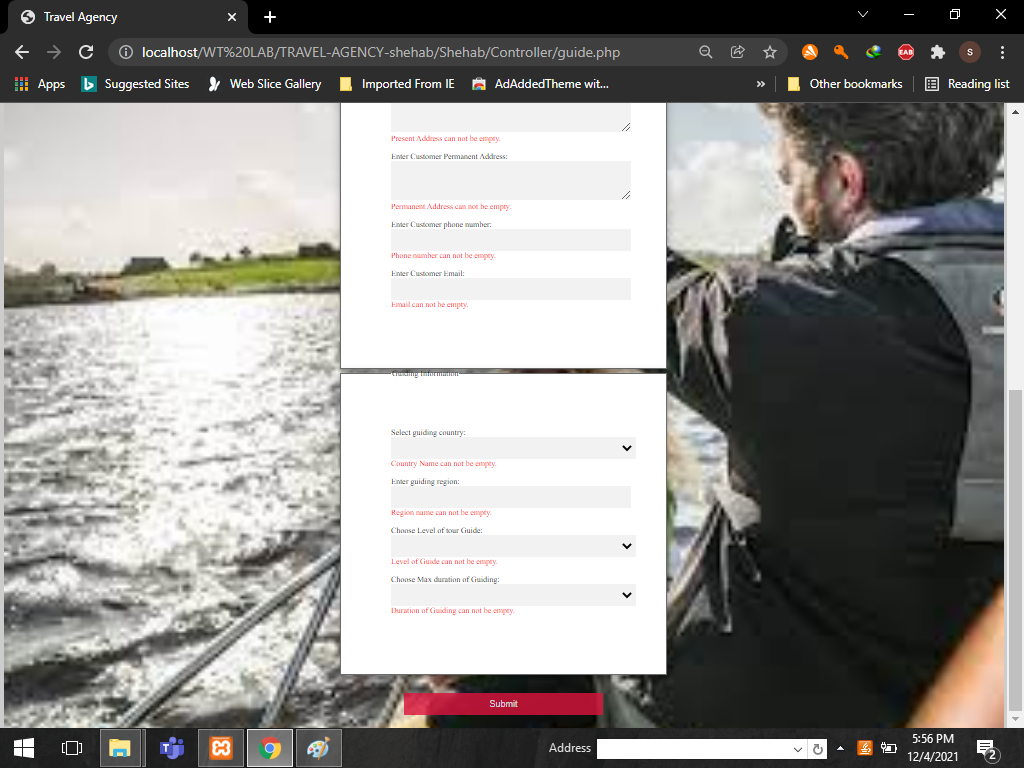 Travel Agency
localhost/WT%20LAB/TRAVEL-AGENCY-shehab/Shehab/Controller/guide.php
EAB
S
Apps
Suggested Sites
Web Slice Gallery
Imported From IE
AdAddedTheme wit...
»
Other bookmarks
Reading list
Present Address can not be empty.
Enter Customer Permanent Address:
Permanent Address can not be empty.
Enter Customer phone number:
Phone number can not be empty.
Enter Customer Email:
Email can not be empty.
Guiding Information
Select guiding country:
Country Name can not be empty.
Enter guiding region:
Region name can not be empty.
Choose Level of tour Guide:
Level of Guide can not be empty.
Choose Max duration of Guiding:
Duration of Guiding can not be empty.
Submit
Address
5:56 PM
12/4/2021
2